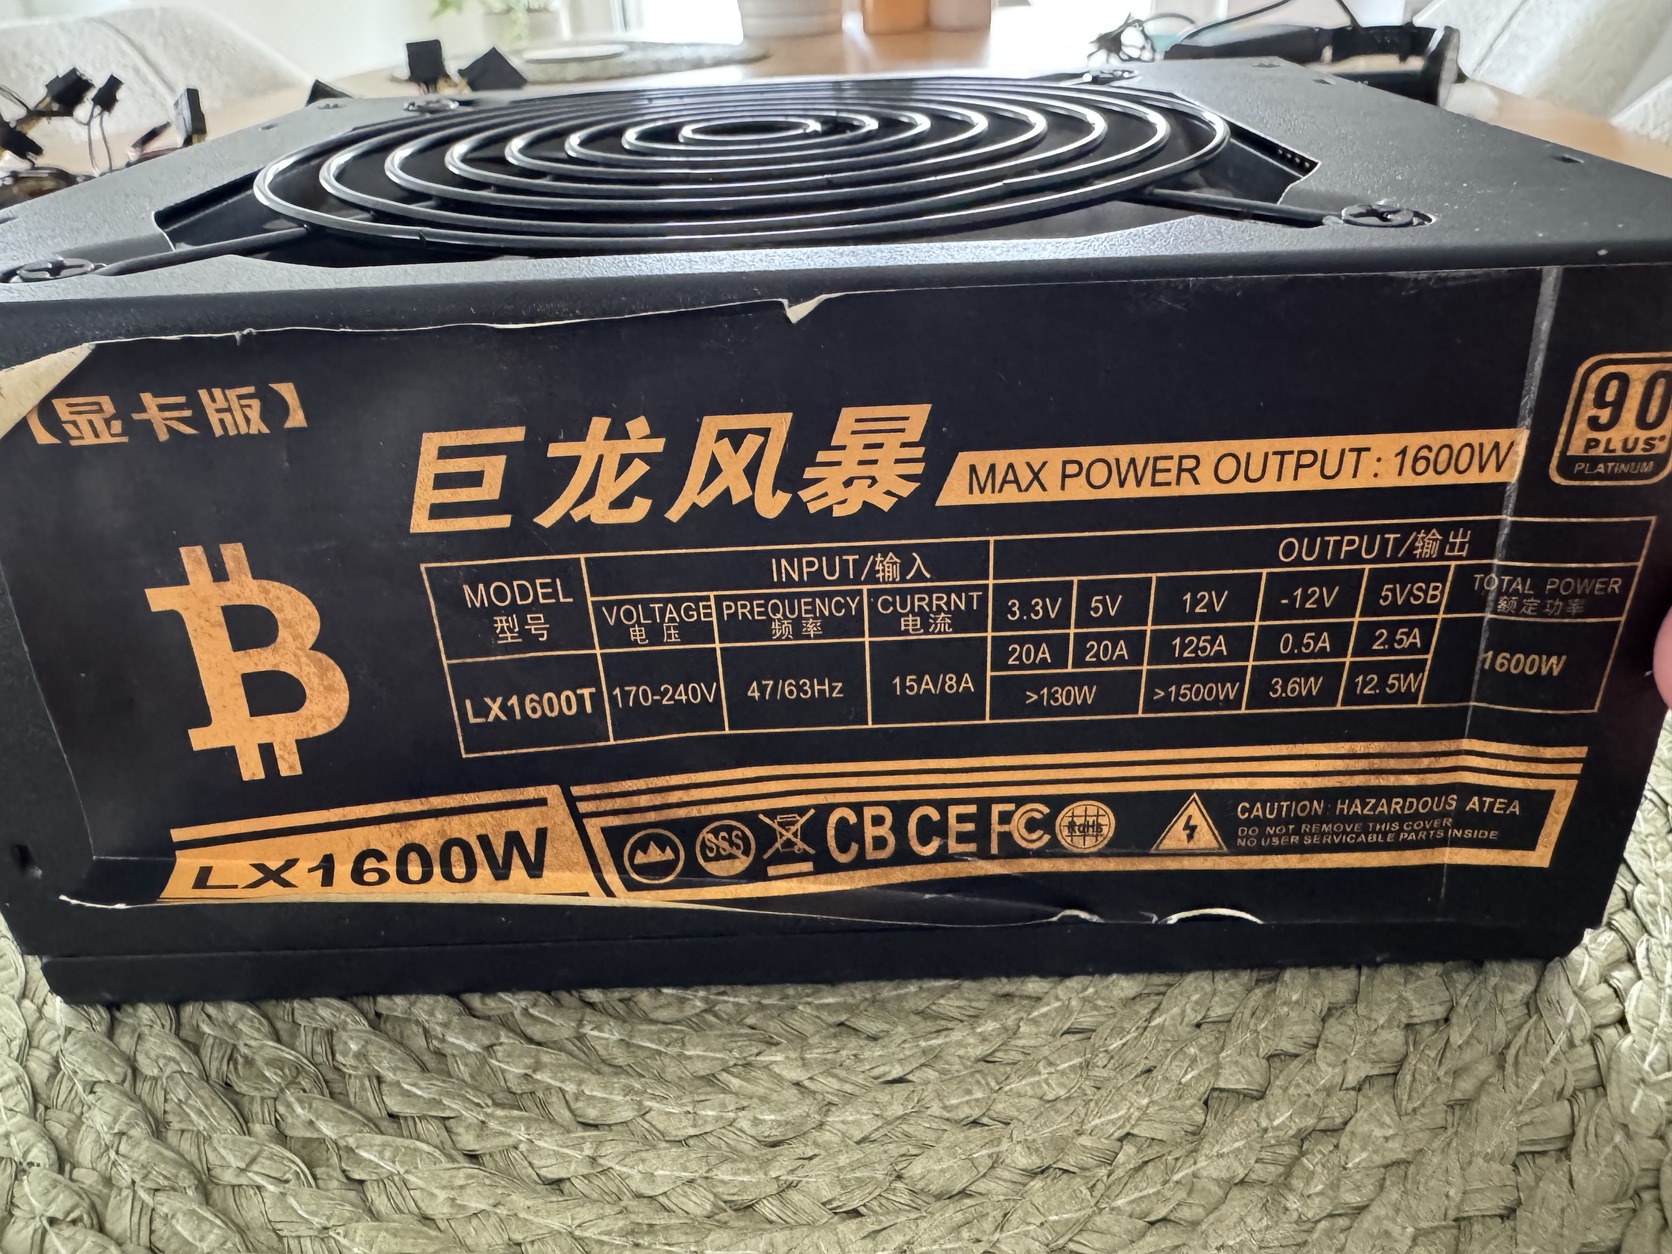 【显卡版】
巨龙风暴
MAX POWER OUTPUT: 1600W
90
PLUS
PLATINUM
MODEL
型号
INPUT/输入
OUTPUT/输出
VOLTAGE
电压
PREQUENCY
频率
CURRNT
电流
3.3V 5V 12V -12V 5VSB
TOTAL POWER
额定功率
LX1600T 170-240V 47/63Hz 15A/8A
20A 20A 125A 0.5A 2.5A
>130W >1500W 3.6W 12.5W
1600W
LX1600W
SGS CB CE FC RoHS
CAUTION: HAZARDOUS ATEA
DO NOT REMOVE THIS COVER
NO USER SERVICABLE PARTS INSIDE